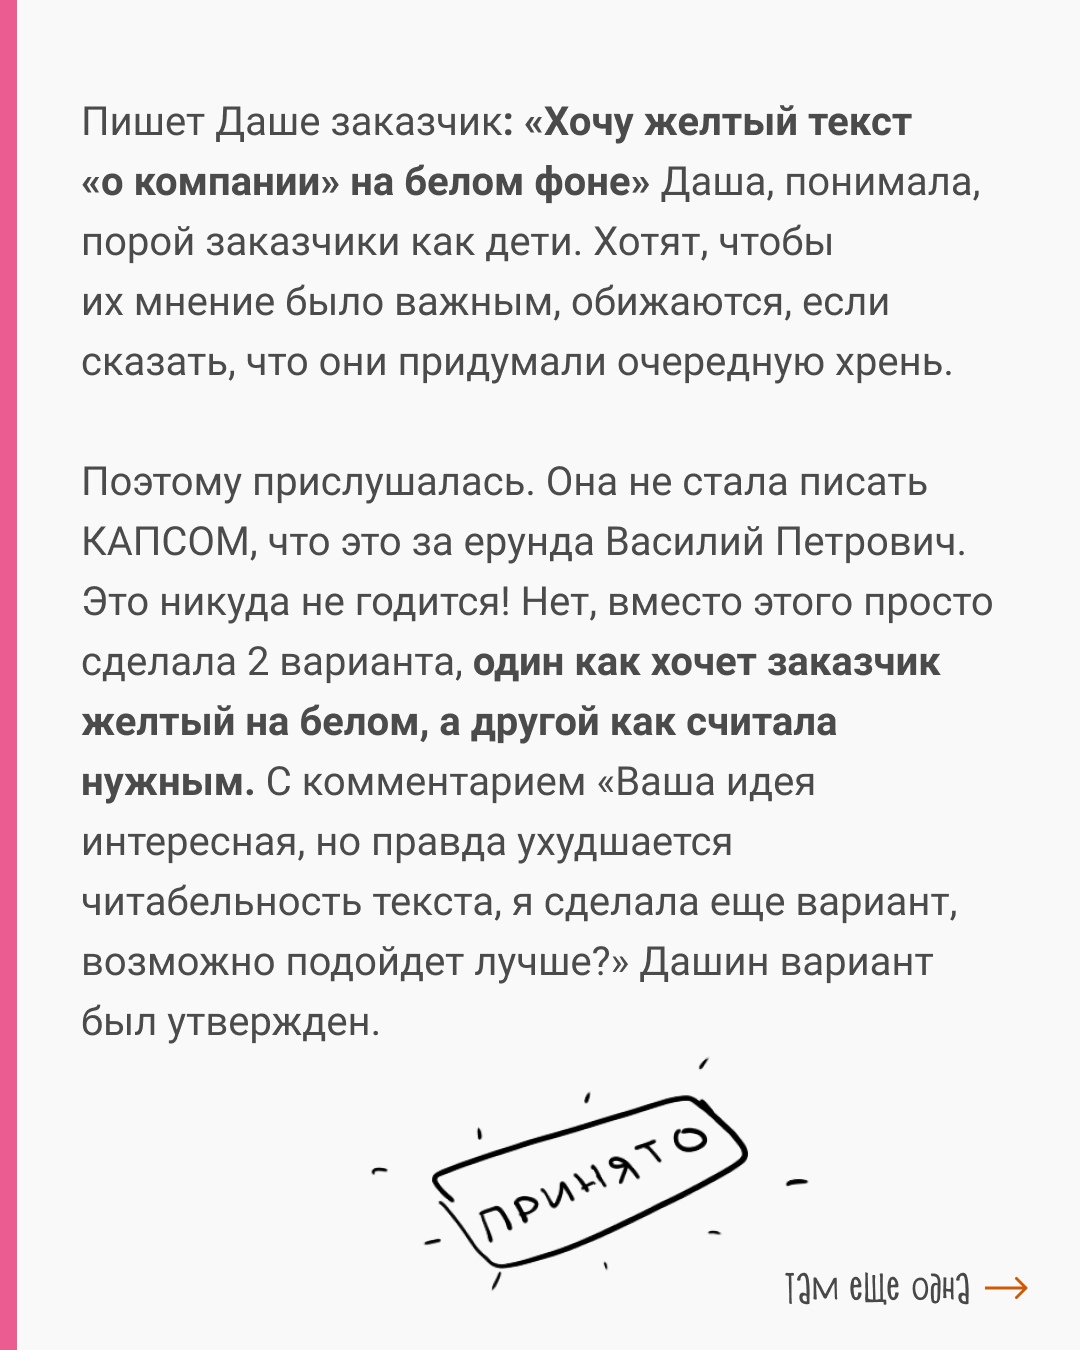 Пишет Даше заказчик: «Хочу желтый текст
«о компании» на белом фоне» Даша, понимала,
порой заказчики как дети. Хотят, чтобы
их мнение было важным, обижаются, если
сказать, что они придумали очередную хрень.
Поэтому прислушалась. Она не стала писать
КАПСОМ, что это за ерунда Василий Петрович.
Это никуда не годится! Нет, вместо этого просто
сделала 2 варианта, один как хочет заказчик
желтый на белом, а другой как считала
нужным. С комментарием «Ваша идея
интересная, но правда ухудшается
читабельность текста, я сделала еще вариант,
возможно подойдет лучше?» Дашин вариант
был утвержден.
ПРИНЯТО
там еще одна